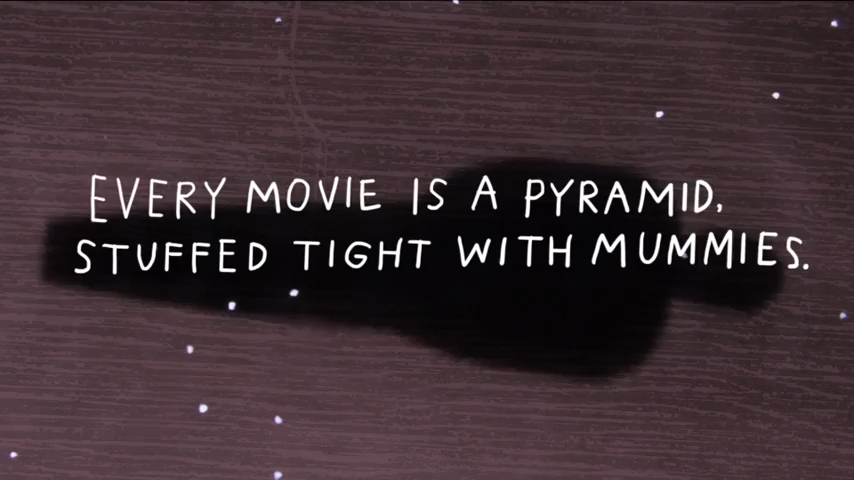 EVERY MOVIE IS A PYRAMID,
STUFFED TIGHT WITH MUMMIES.